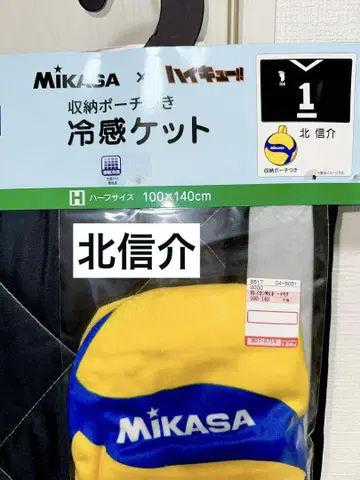 MIKASA × ハイキュー!!
収納ポーチつき
冷感ケット
1
北 信介
MIKASA
収納ポーチつき
H ハーフサイズ 100×140cm
北信介
MIKASA